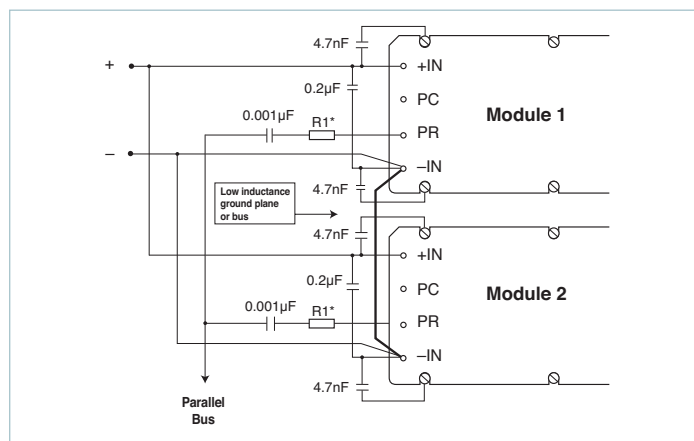 4.7nF
+
+IN
0.2µF
PC
Module 1
0.001µF
R1*
PR
–
–IN
Low inductance
ground plane
or bus
4.7nF
4.7nF
+IN
0.2µF
PC
Module 2
0.001µF
R1*
PR
–IN
4.7nF
Parallel
Bus